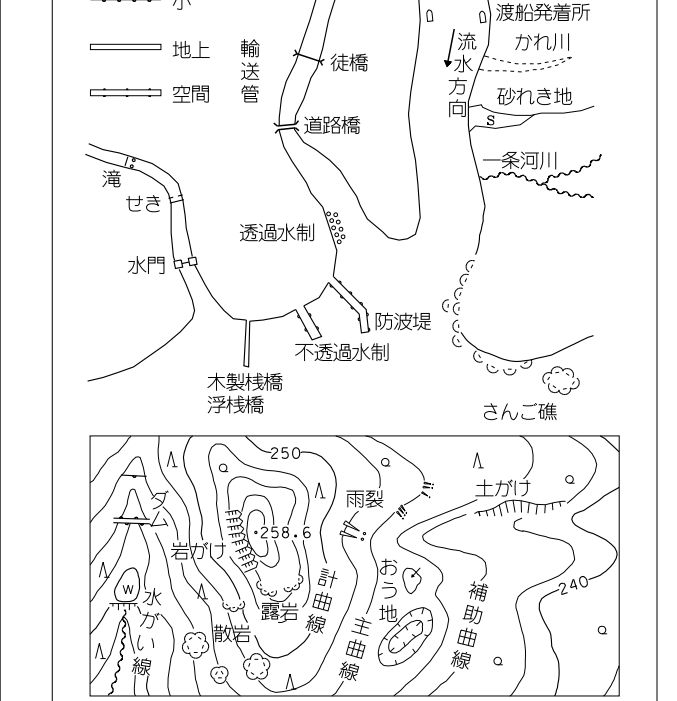 小
渡船発着所
地上
輸送管
徒橋
流水方向
かれ川
空間
道路橋
砂れき地
S
滝
一条河川
せき
透過水制
水門
防波堤
不透過水制
木製桟橋
浮桟橋
さんご礁
250
雨裂
土がけ
ダム
258.6
岩がけ
おう地
計曲線
補助曲線
240
W
水がい線
露岩
散岩
主曲線